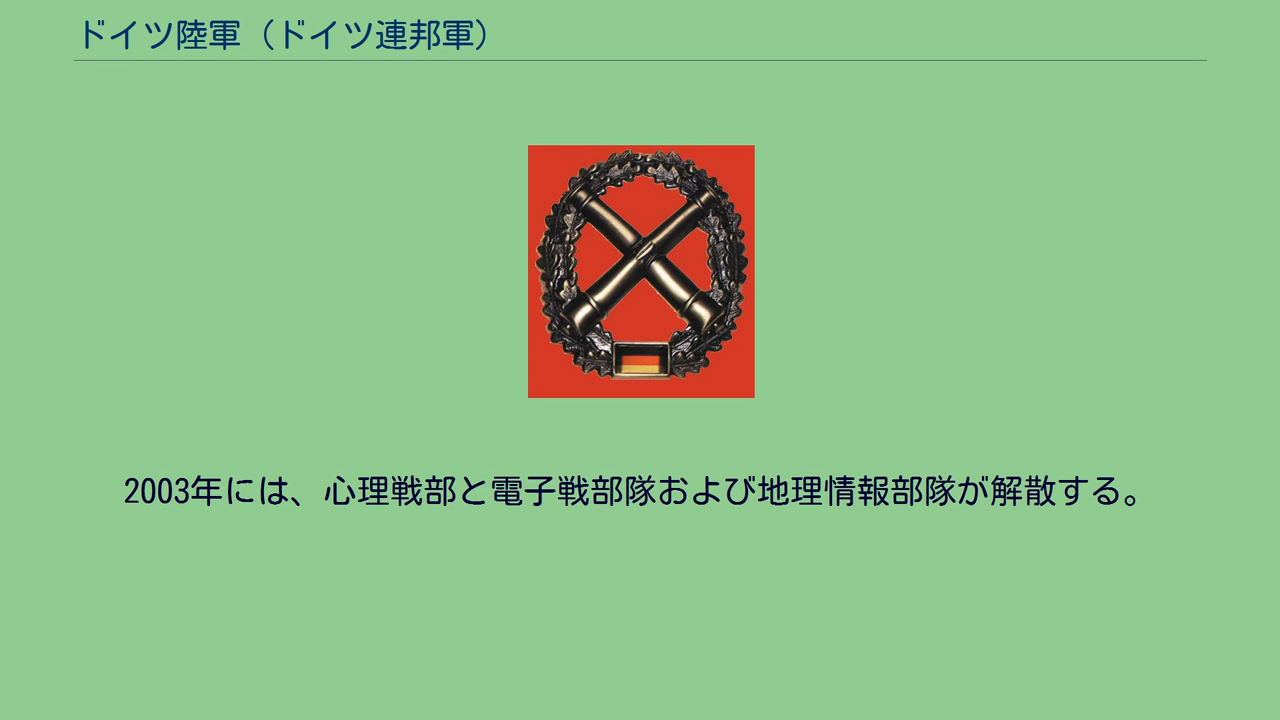 ドイツ陸軍（ドイツ連邦軍）
2003年には、心理戦部と電子戦部隊および地理情報部隊が解散する。